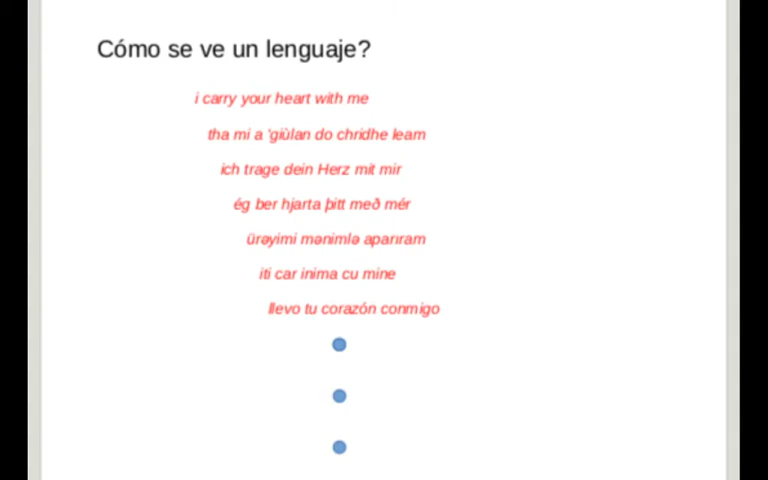 Cómo se ve un lenguaje?
i carry your heart with me
tha mi a 'giùlan do chridhe leam
ich trage dein Herz mit mir
ég ber hjarta þitt með mér
ürəyimi mənimlə aparıram
iti car inima cu mine
llevo tu corazón conmigo